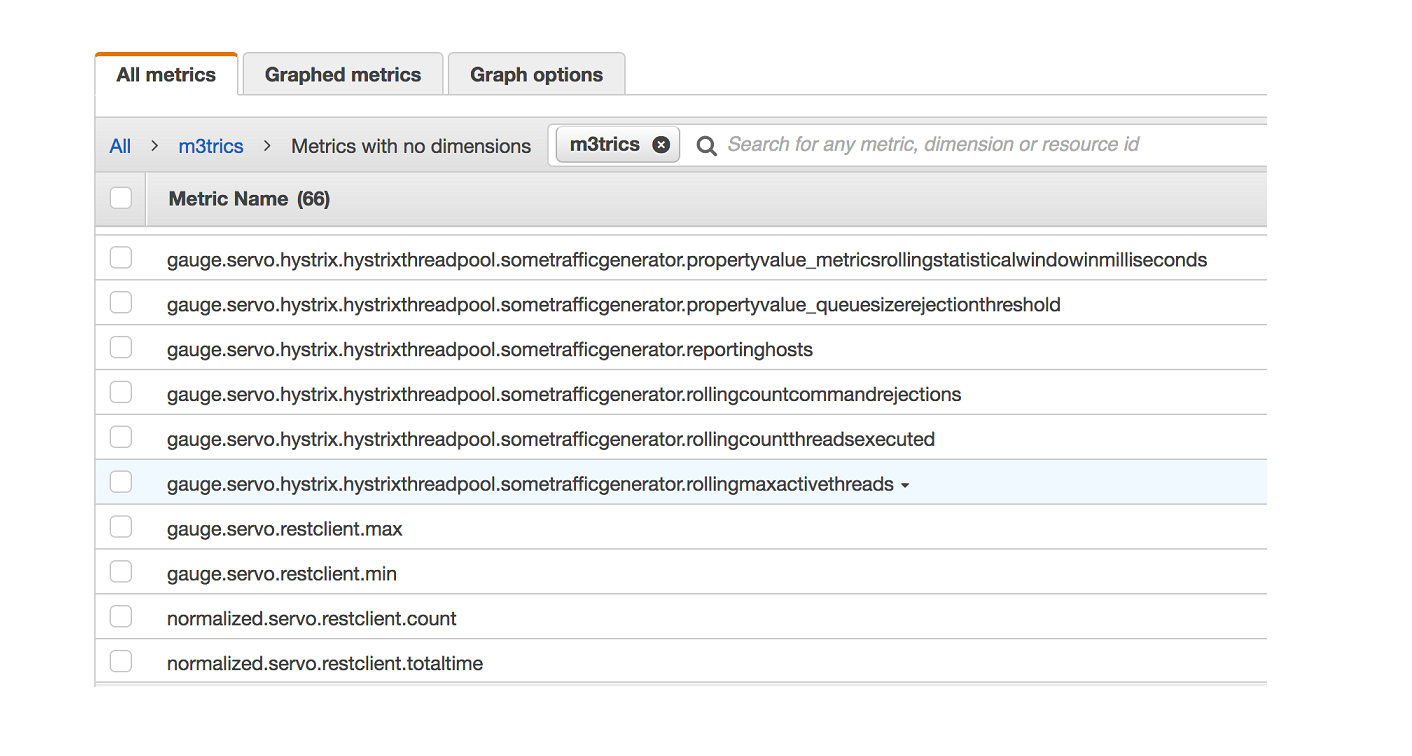 All metrics Graphed metrics Graph options
All > m3trics > Metrics with no dimensions m3trics Search for any metric, dimension or resource id
Metric Name (66)
gauge.servo.hystrix.hystrixthreadpool.sometrafficgenerator.propertyvalue_metricsrollingstatisticalwindowinmilliseconds
gauge.servo.hystrix.hystrixthreadpool.sometrafficgenerator.propertyvalue_queuesizerejectionthreshold
gauge.servo.hystrix.hystrixthreadpool.sometrafficgenerator.reportinghosts
gauge.servo.hystrix.hystrixthreadpool.sometrafficgenerator.rollingcountcommandrejections
gauge.servo.hystrix.hystrixthreadpool.sometrafficgenerator.rollingcountthreadsexecuted
gauge.servo.hystrix.hystrixthreadpool.sometrafficgenerator.rollingmaxactivethreads
gauge.servo.restclient.max
gauge.servo.restclient.min
normalized.servo.restclient.count
normalized.servo.restclient.totaltime